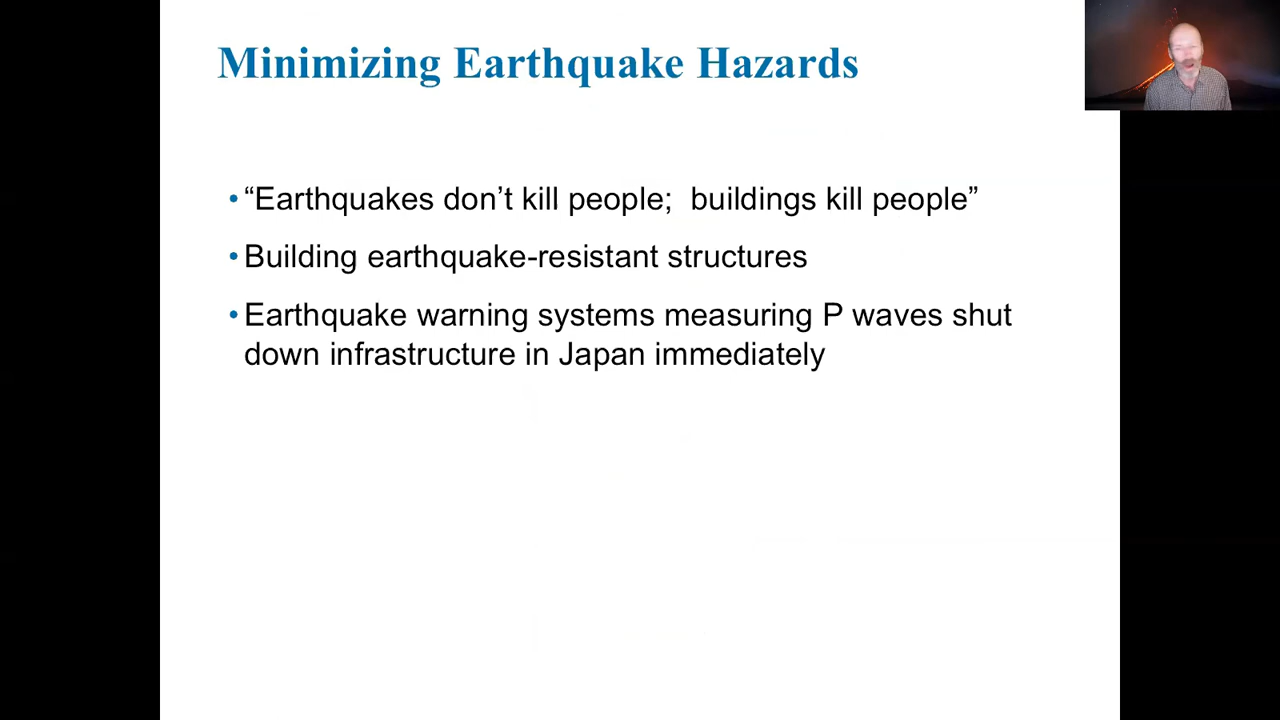 Minimizing Earthquake Hazards
• “Earthquakes don’t kill people;  buildings kill people”
• Building earthquake-resistant structures
• Earthquake warning systems measuring P waves shut
down infrastructure in Japan immediately